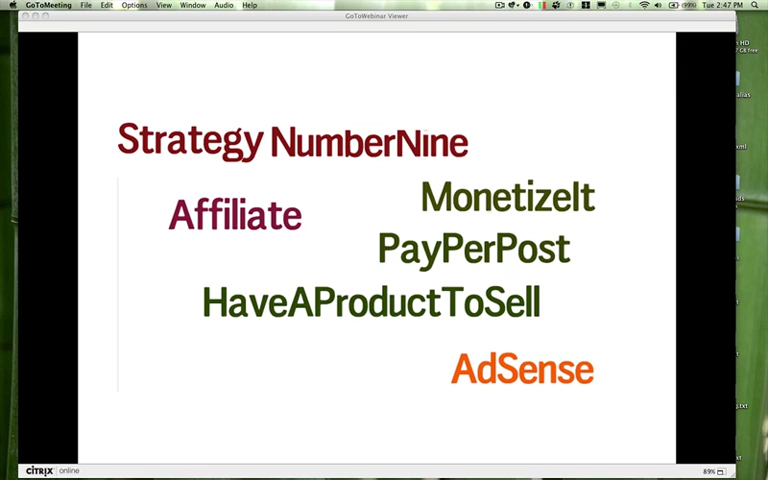 GoToMeeting File Edit Options View Window Audio Help
Tue 2:47 PM
GoToWebinar Viewer
Strategy NumberNine
Affiliate
MonetizeIt
PayPerPost
HaveAProductToSell
AdSense
CITRIX online
89%